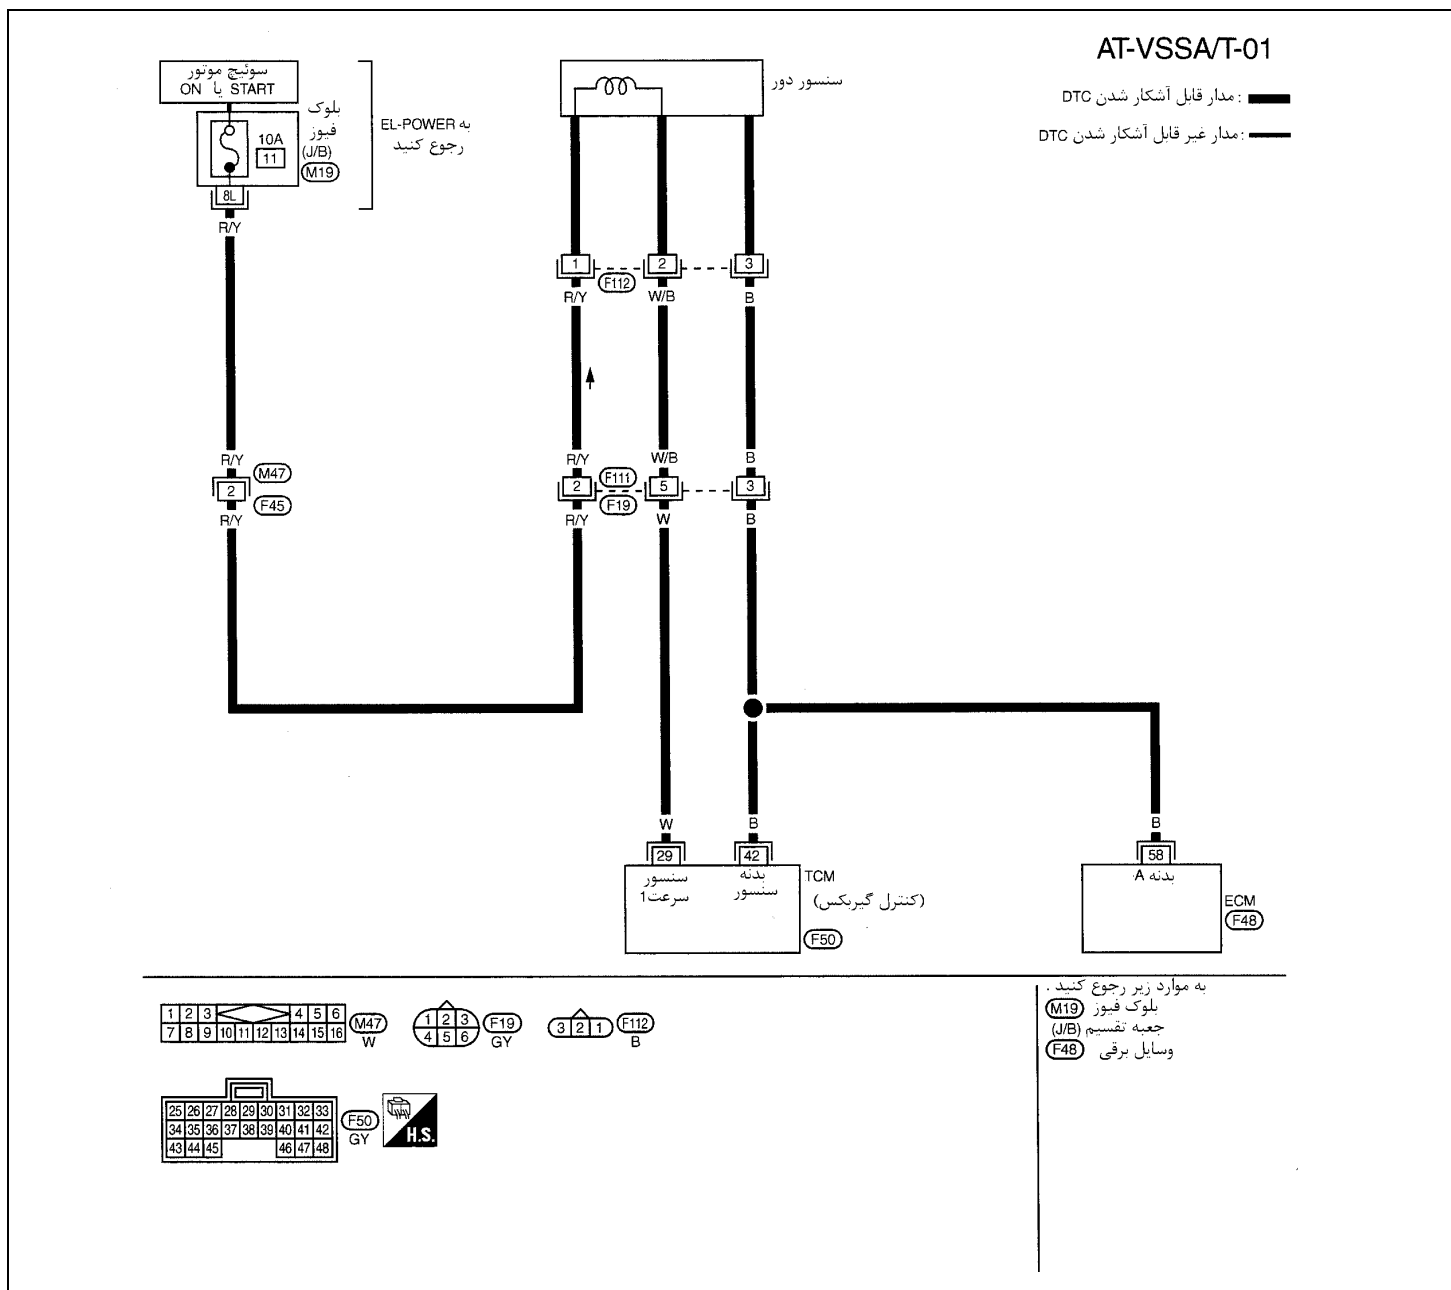 AT-VSSA/T-01
مدار قابل آشکار شدن DTC :
مدار غیر قابل آشکار شدن DTC :
سوئیچ موتور
ON یا START
بلوک
فیوز
(J/B)
M19
10A
11
8L
به EL-POWER
رجوع کنید
سنسور دور
R/Y
1
2
3
F112
R/Y
W/B
B
R/Y
M47
2
F45
R/Y
R/Y
W/B
B
2
F111
F19
5
3
R/Y
W
B
W
B
B
29
42
58
سنسور
سرعت1
بدنه
سنسور
TCM
(کنترل گیربکس)
F50
بدنه A
ECM
F48
1 2 3 4 5 6
7 8 9 10 11 12 13 14 15 16
M47
W
1 2 3
4 5 6
F19
GY
3 2 1
F112
B
25 26 27 28 29 30 31 32 33
34 35 36 37 38 39 40 41 42
43 44 45 46 47 48
F50
GY
H.S.
به موارد زیر رجوع کنید .
بلوک فیوز M19
جعبه تقسیم (J/B)
وسایل برقی F48